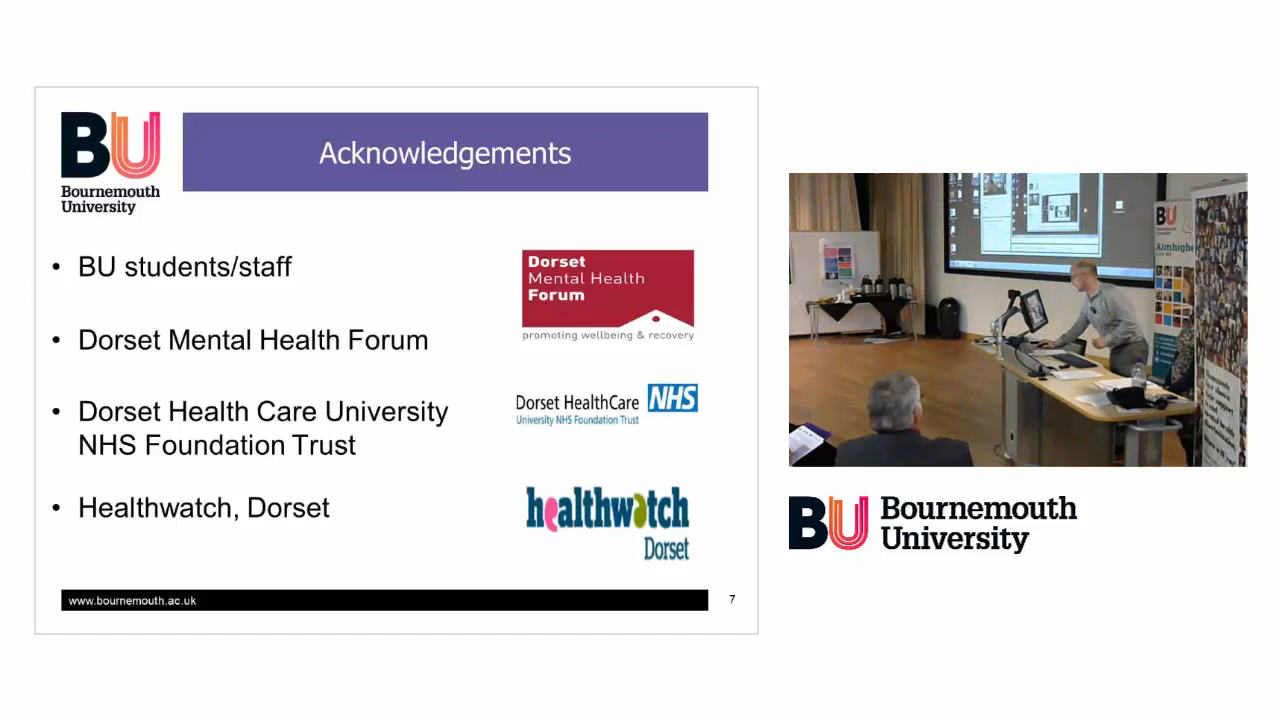 BU
Bournemouth
University
Acknowledgements
• BU students/staff
• Dorset Mental Health Forum
• Dorset Health Care University
NHS Foundation Trust
• Healthwatch, Dorset
Dorset
Mental Health
Forum
promoting wellbeing & recovery
Dorset HealthCare NHS
University NHS Foundation Trust
healthwatch
Dorset
www.bournemouth.ac.uk
7
BU
Aimhigher
BU
Bournemouth
University